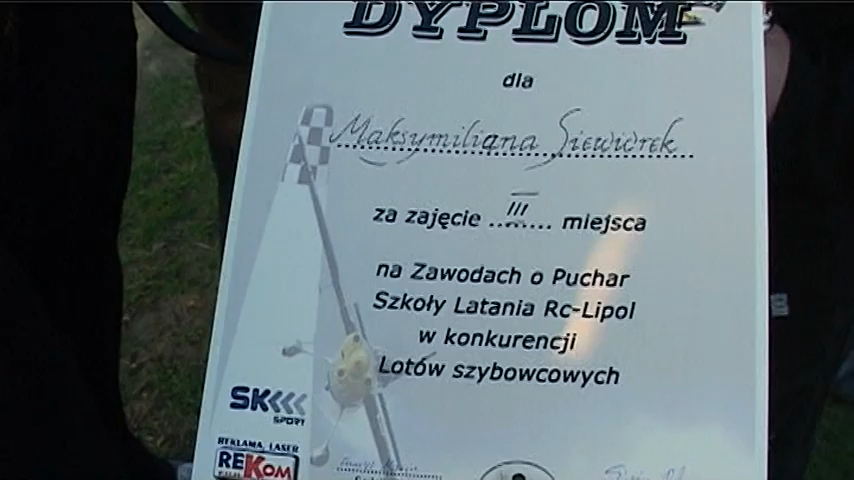 DYPLOM
dla
Maksymiliana Siewiórek
za zajęcie III miejsca
na Zawodach o Puchar
Szkoły Latania Rc-Lipol
w konkurencji
Lotów szybowcowych
SK
SPORT
REKLAMA, LASER
REKOM